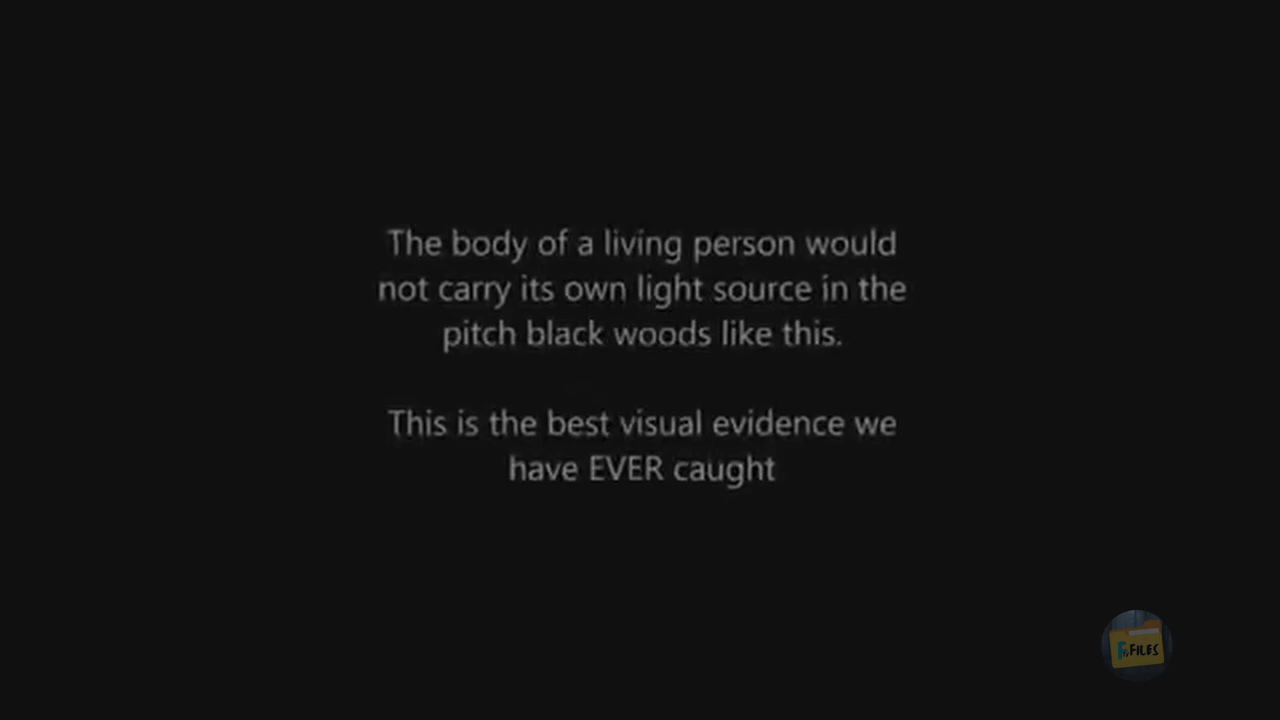 The body of a living person would
not carry its own light source in the
pitch black woods like this.
This is the best visual evidence we
have EVER caught
FILES